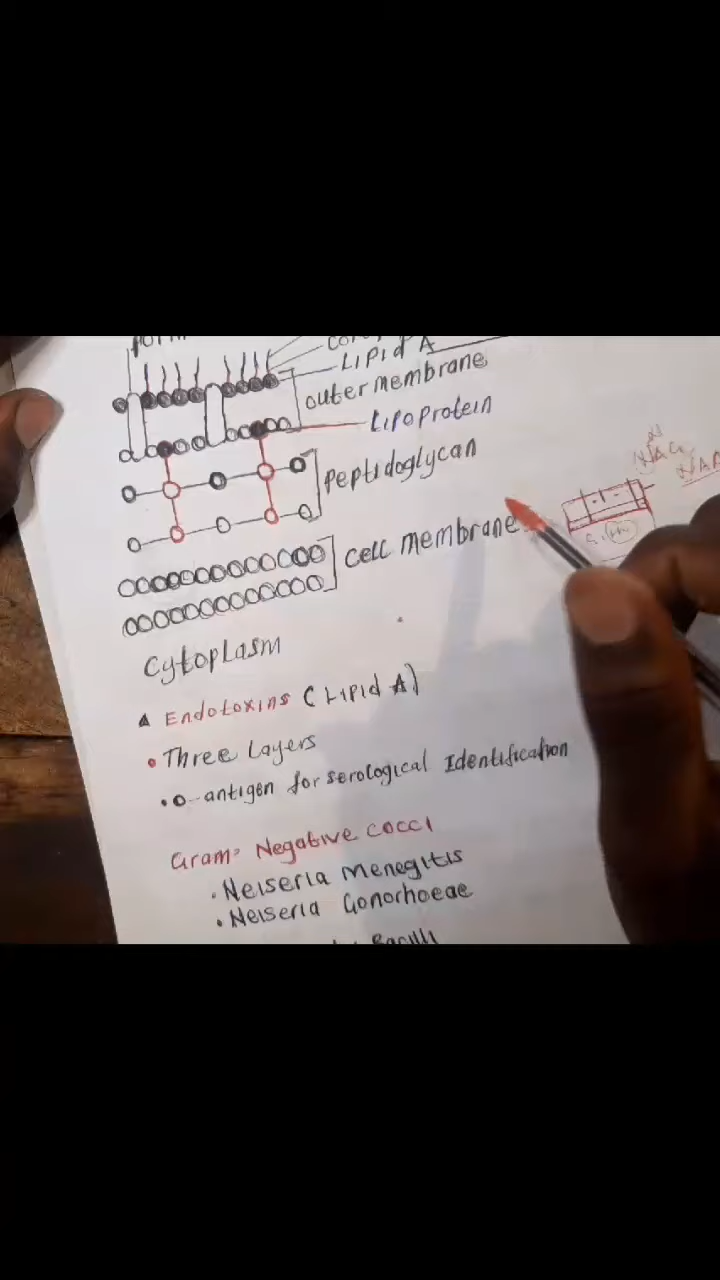 Lipid A
outer membrane
Lipoprotein
Peptidoglycan
Cell membrane
Cytoplasm
Endotoxins (Lipid A)
• Three Layers
• O-antigen for serological Identification
Gram-Negative cocci
• Neiseria Menegitis
• Neiseria Gonorhoeae
Bacilli